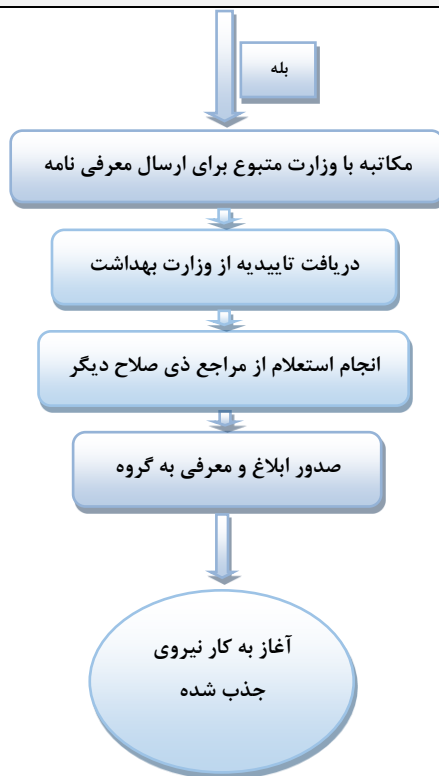 بله
مکاتبه با وزارت متبوع برای ارسال معرفی نامه
دریافت تاییدیه از وزارت بهداشت
انجام استعلام از مراجع ذی صلاح دیگر
صدور ابلاغ و معرفی به گروه
آغاز به کار نیروی
جذب شده